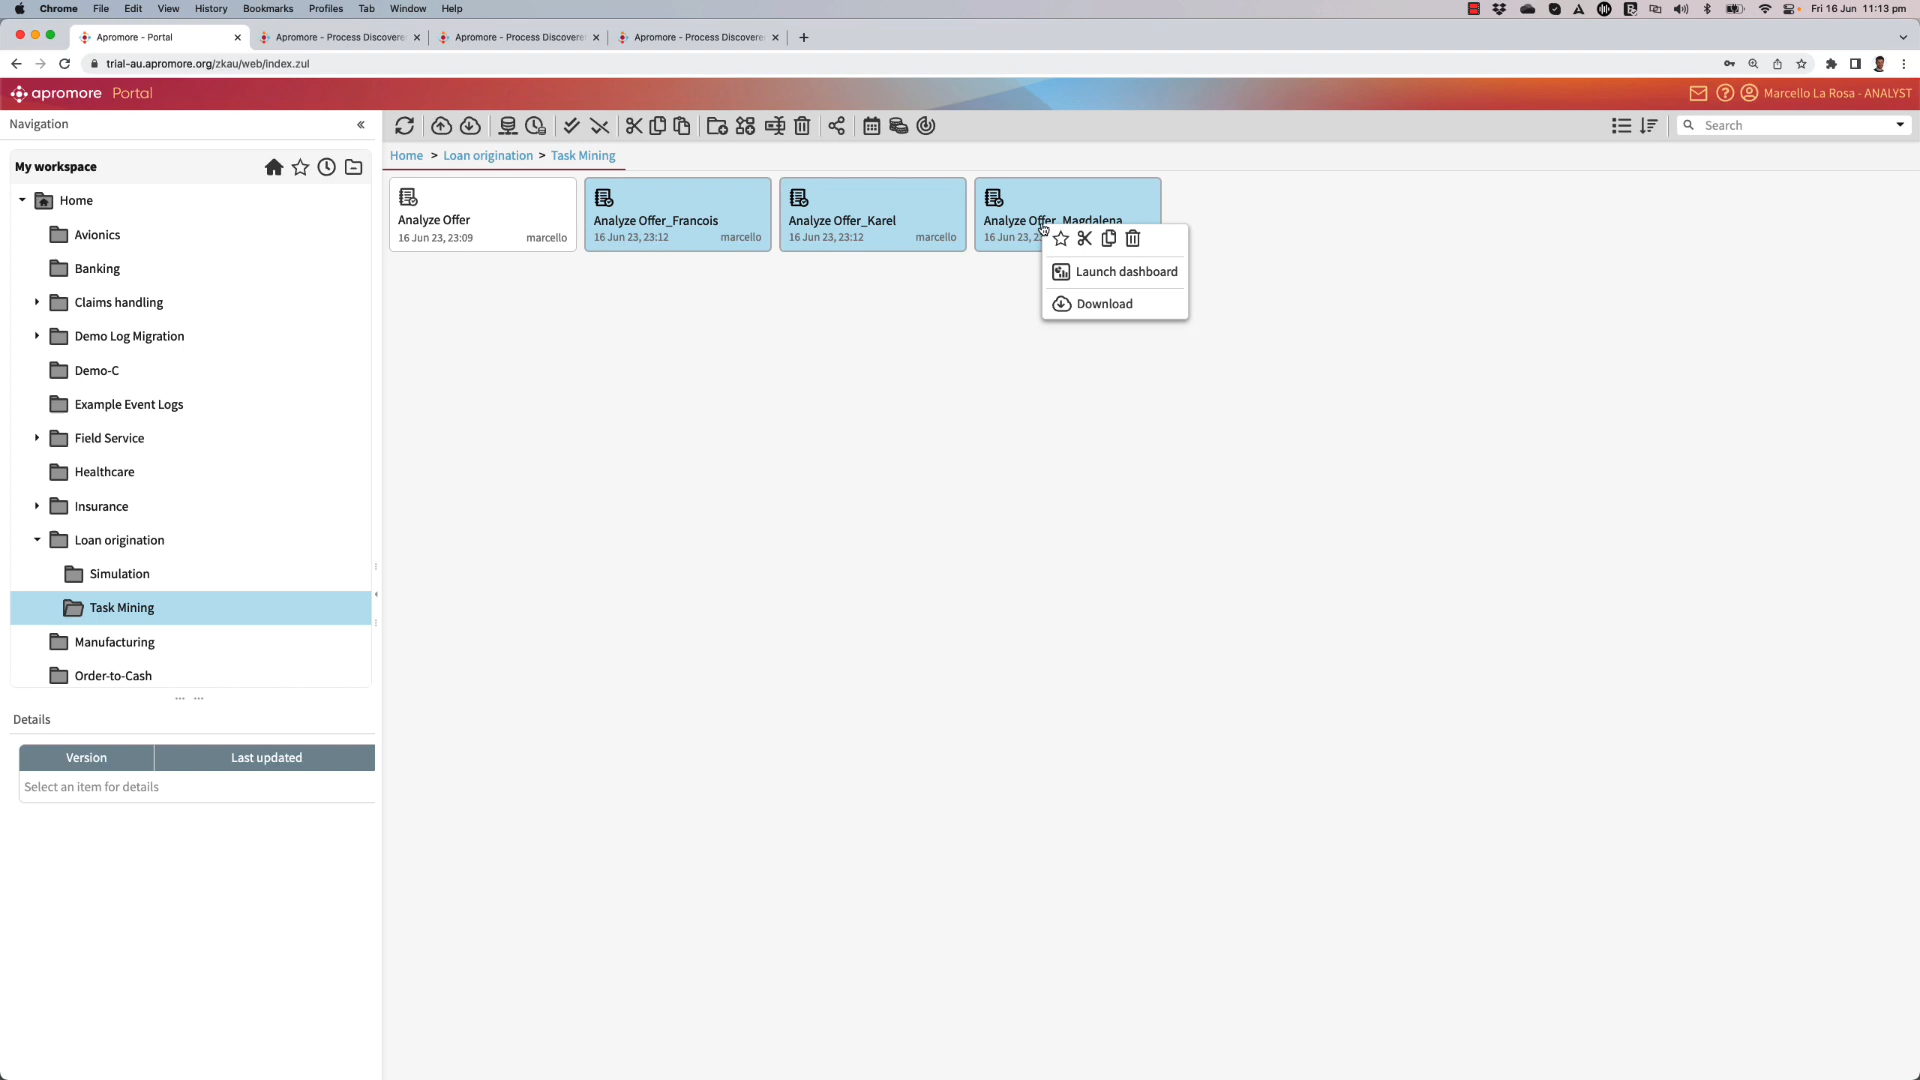 Chrome File Edit View History Bookmarks Profiles Tab Window Help Fri 16 Jun 11:13 pm
Apromore - Portal Apromore - Process Discovere Apromore - Process Discovere Apromore - Process Discovere
trial-au.apromore.org/zkau/web/index.zul
apromore Portal Marcello La Rosa - ANALYST
Navigation Search
Home > Loan origination > Task Mining
My workspace
Home
Avionics
Banking
Claims handling
Demo Log Migration
Demo-C
Example Event Logs
Field Service
Healthcare
Insurance
Loan origination
Simulation
Task Mining
Manufacturing
Order-to-Cash
Details
Version Last updated
Select an item for details
Analyze Offer
16 Jun 23, 23:09 marcello
Analyze Offer_Francois
16 Jun 23, 23:12 marcello
Analyze Offer_Karel
16 Jun 23, 23:12 marcello
Analyze Offer_Magdalena
16 Jun 23, 
Launch dashboard
Download